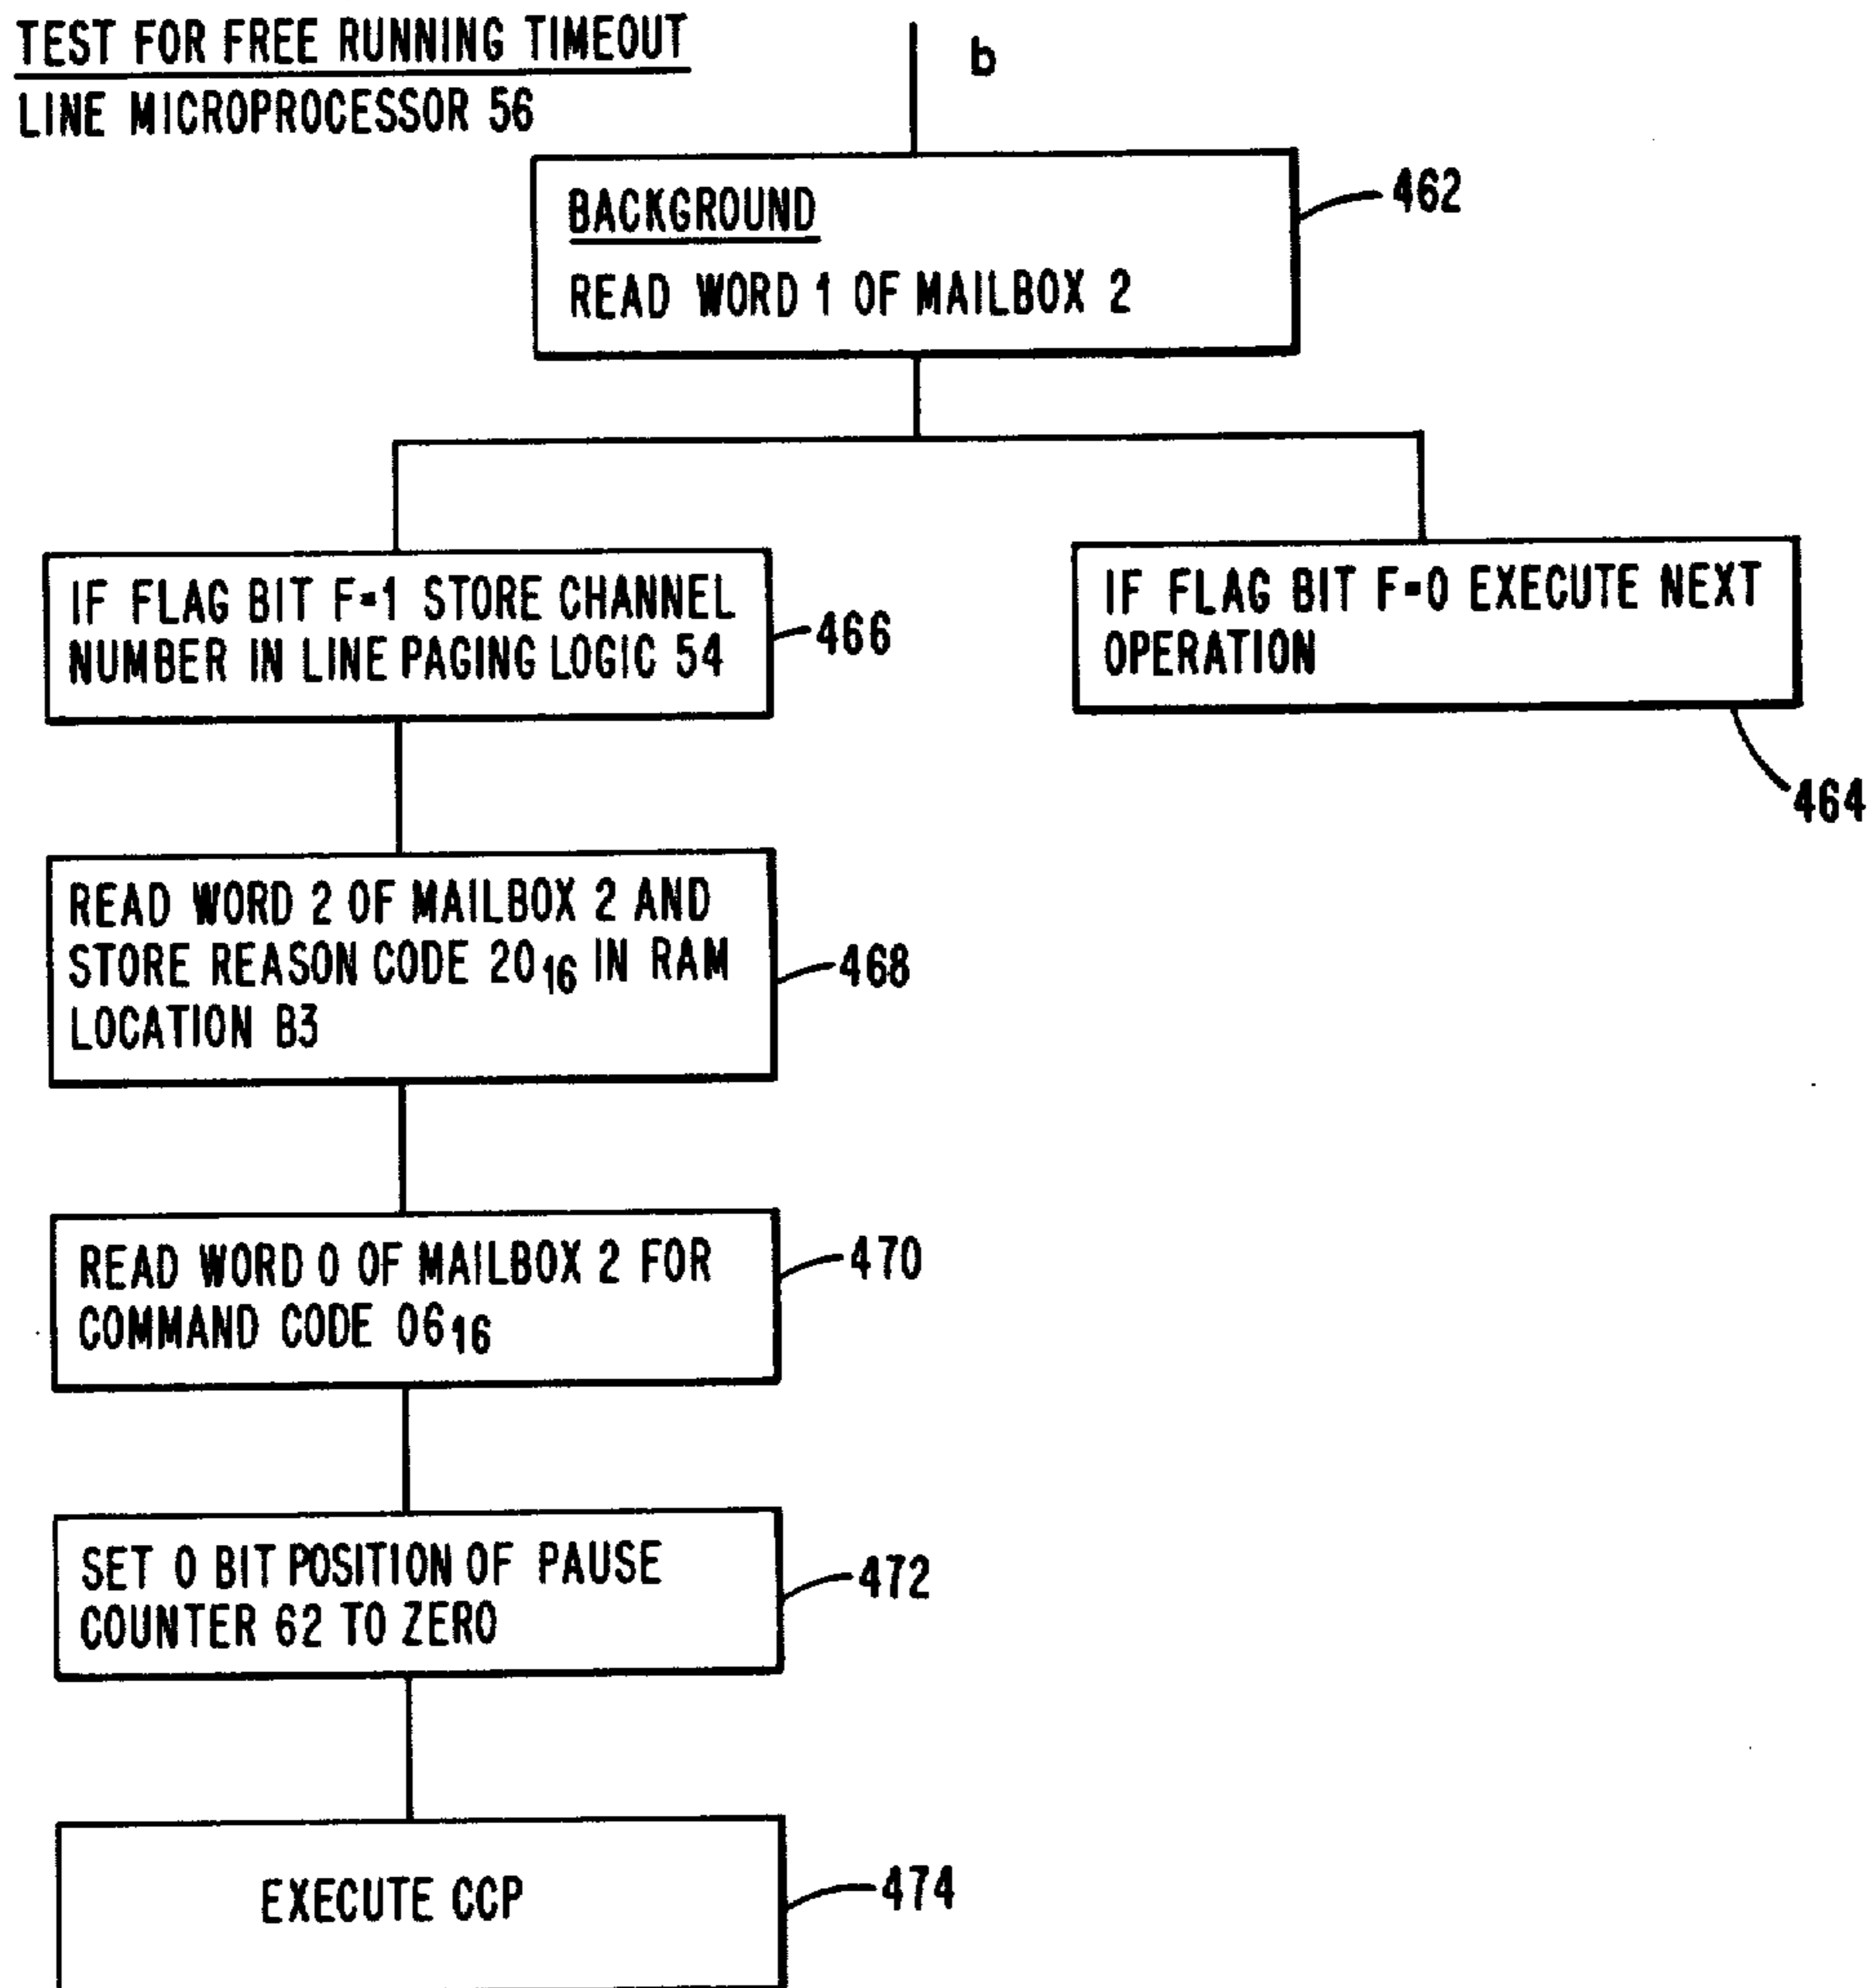 TEST FOR FREE RUNNING TIMEOUT
LINE MICROPROCESSOR 56
b
BACKGROUND
READ WORD 1 OF MAILBOX 2
462
IF FLAG BIT F=1 STORE CHANNEL
NUMBER IN LINE PAGING LOGIC 54
466
IF FLAG BIT F=0 EXECUTE NEXT
OPERATION
464
READ WORD 2 OF MAILBOX 2 AND
STORE REASON CODE 20₁₆ IN RAM
LOCATION B3
468
READ WORD 0 OF MAILBOX 2 FOR
COMMAND CODE 06₁₆
470
SET 0 BIT POSITION OF PAUSE
COUNTER 62 TO ZERO
472
EXECUTE CCP
474